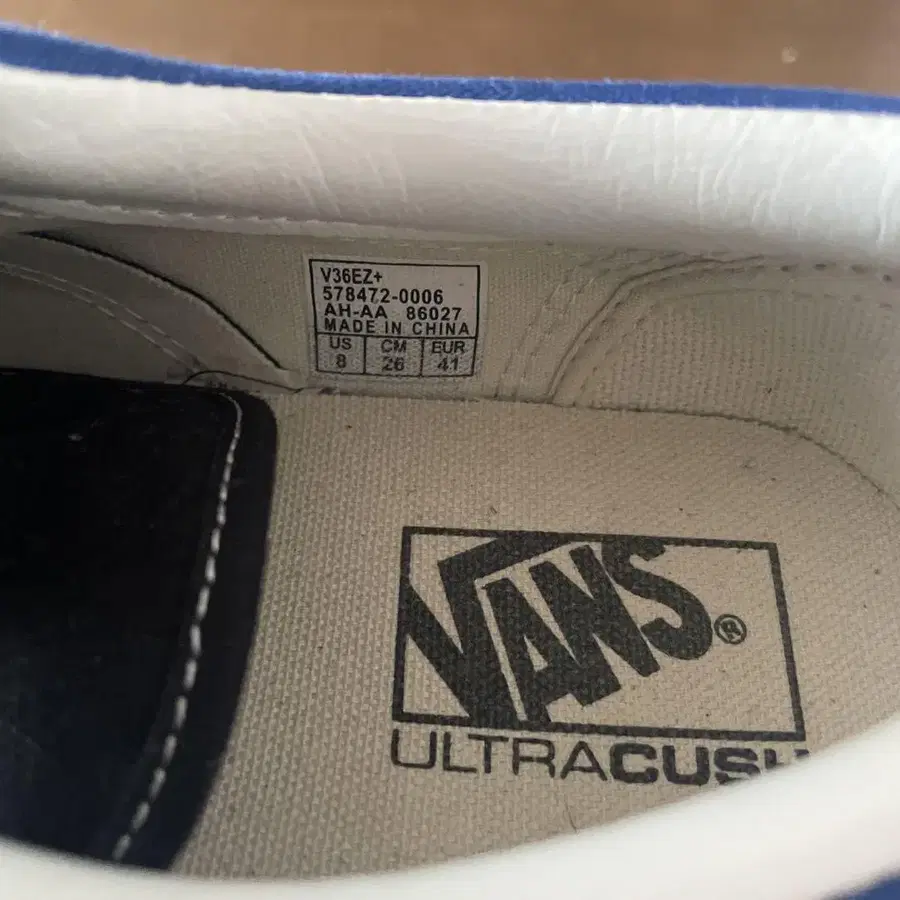 V36EZ+
578472-0006
AH-AA 86027
MADE IN CHINA
US CM EUR
8 26 41
VANS®
ULTRACUSH